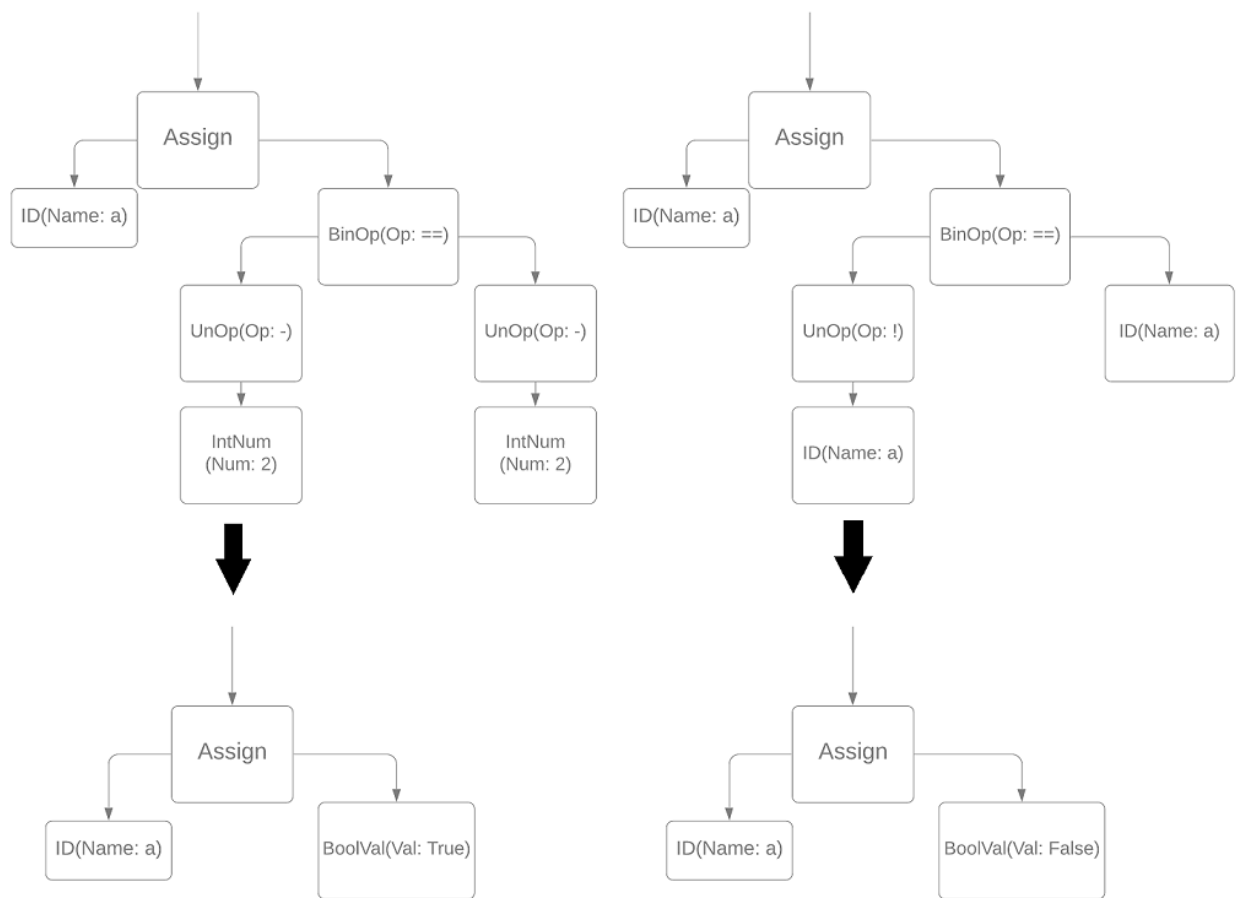 Assign
Assign
ID(Name: a)
ID(Name: a)
BinOp(Op: ==)
BinOp(Op: ==)
UnOp(Op: -)
UnOp(Op: -)
UnOp(Op: !)
ID(Name: a)
IntNum
(Num: 2)
IntNum
(Num: 2)
ID(Name: a)
Assign
Assign
ID(Name: a)
BoolVal(Val: True)
ID(Name: a)
BoolVal(Val: False)